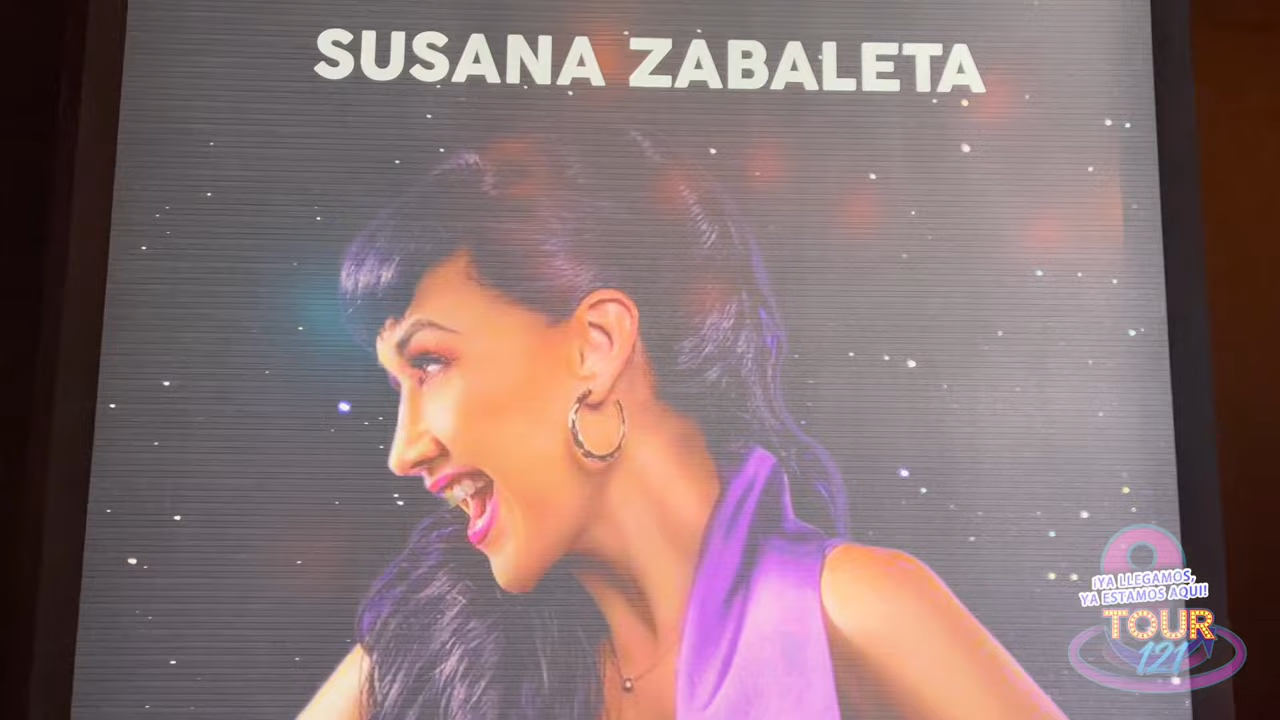 SUSANA ZABALETA
¡YA LLEGAMOS,
YA ESTAMOS AQUÍ!
TOUR
121